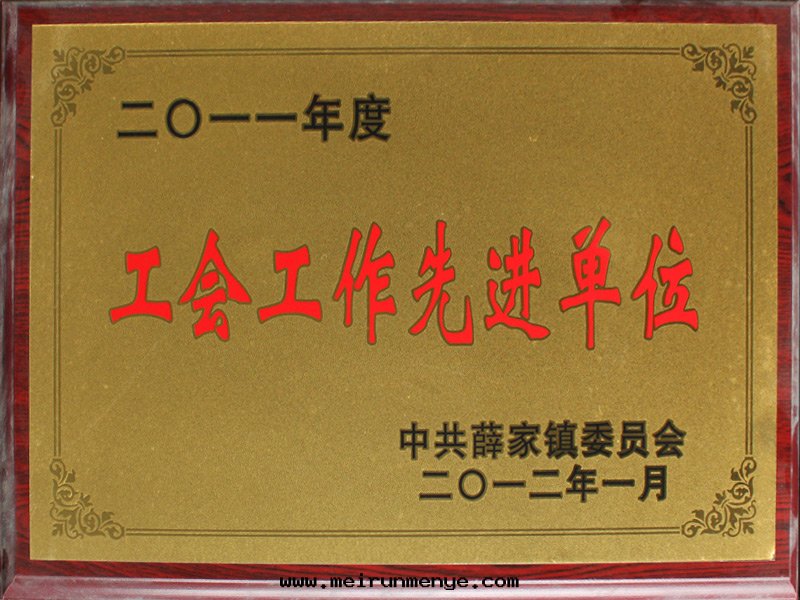 二〇一一年度
工会工作先进单位
中共薛家镇委员会
二〇一二年一月
www.meirunmenye.com